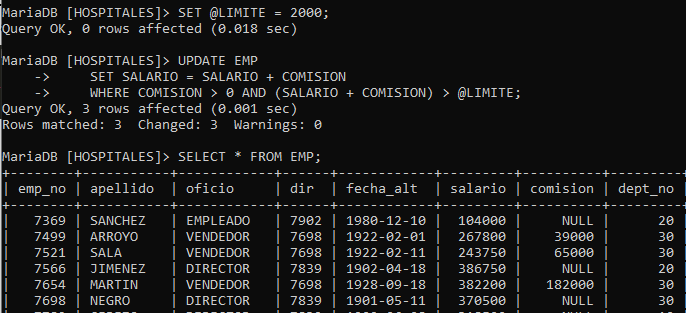 MariaDB [HOSPITALES]> SET @LIMITE = 2000;
Query OK, 0 rows affected (0.018 sec)
MariaDB [HOSPITALES]> UPDATE EMP
    ->     SET SALARIO = SALARIO + COMISION
    ->     WHERE COMISION > 0 AND (SALARIO + COMISION) > @LIMITE;
Query OK, 3 rows affected (0.001 sec)
Rows matched: 3  Changed: 3  Warnings: 0
MariaDB [HOSPITALES]> SELECT * FROM EMP;
| emp_no | apellido | oficio | dir | fecha_alt | salario | comision | dept_no
| 7369 | SANCHEZ | EMPLEADO | 7902 | 1980-12-10 | 104000 | NULL | 20
| 7499 | ARROYO | VENDEDOR | 7698 | 1922-02-01 | 267800 | 39000 | 30
| 7521 | SALA | VENDEDOR | 7698 | 1922-02-11 | 243750 | 65000 | 30
| 7566 | JIMENEZ | DIRECTOR | 7839 | 1902-04-18 | 386750 | NULL | 20
| 7654 | MARTIN | VENDEDOR | 7698 | 1928-09-18 | 382200 | 182000 | 30
| 7698 | NEGRO | DIRECTOR | 7839 | 1901-05-11 | 370500 | NULL | 30